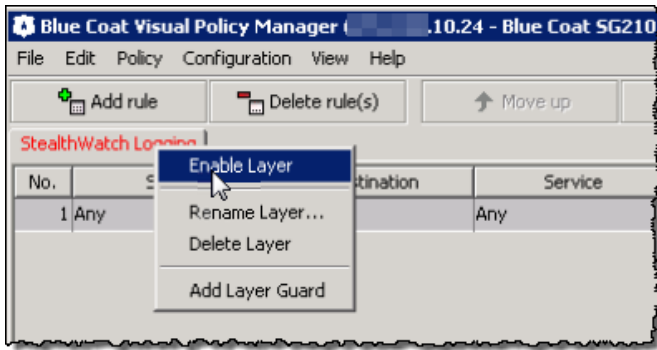 Blue Coat Visual Policy Manager ( .10.24 - Blue Coat SG210
File Edit Policy Configuration View Help
Add rule Delete rule(s) Move up
StealthWatch Logging
Enable Layer
No. S stination Service
1 Any Any
Rename Layer...
Delete Layer
Add Layer Guard